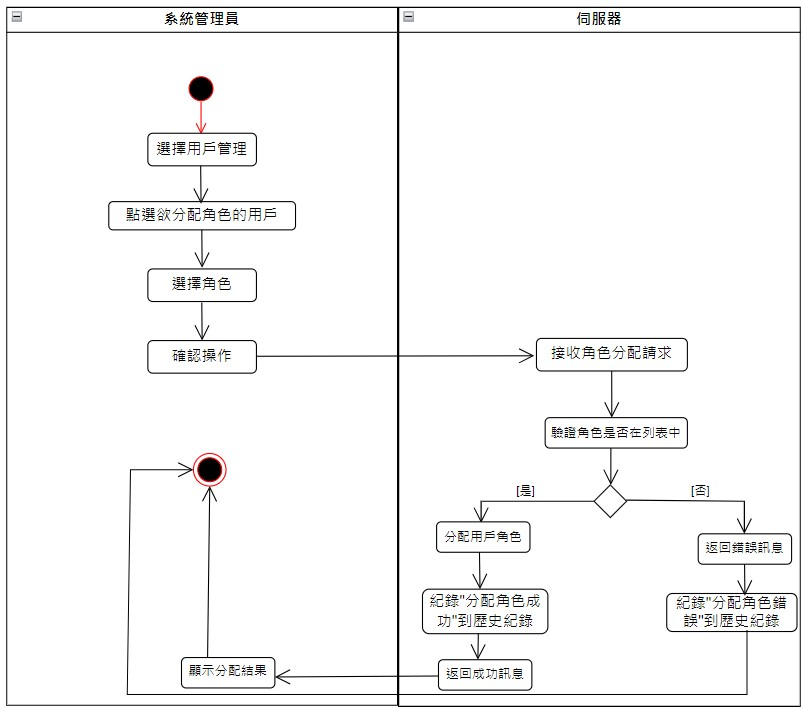 系統管理員
伺服器
選擇用戶管理
點選欲分配角色的用戶
選擇角色
確認操作
接收角色分配請求
驗證角色是否在列表中
[是]
[否]
分配用戶角色
返回錯誤訊息
紀錄"分配角色成
功"到歷史紀錄
紀錄"分配角色錯
誤"到歷史紀錄
顯示分配結果
返回成功訊息